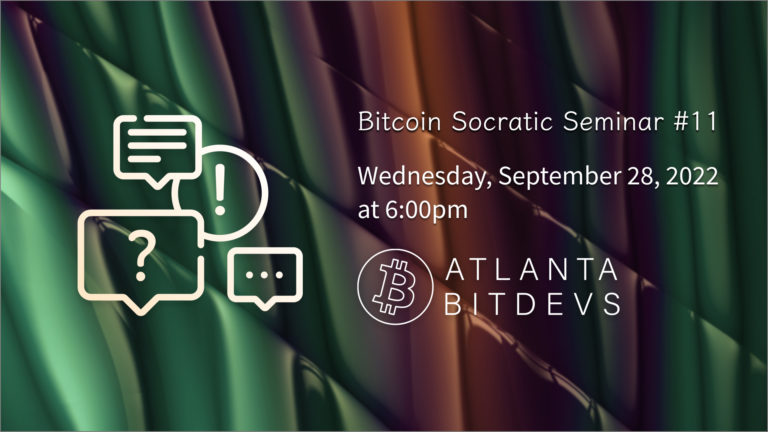 Bitcoin Socratic Seminar #11
Wednesday, September 28, 2022
at 6:00pm
ATLANTA
BITDEVS